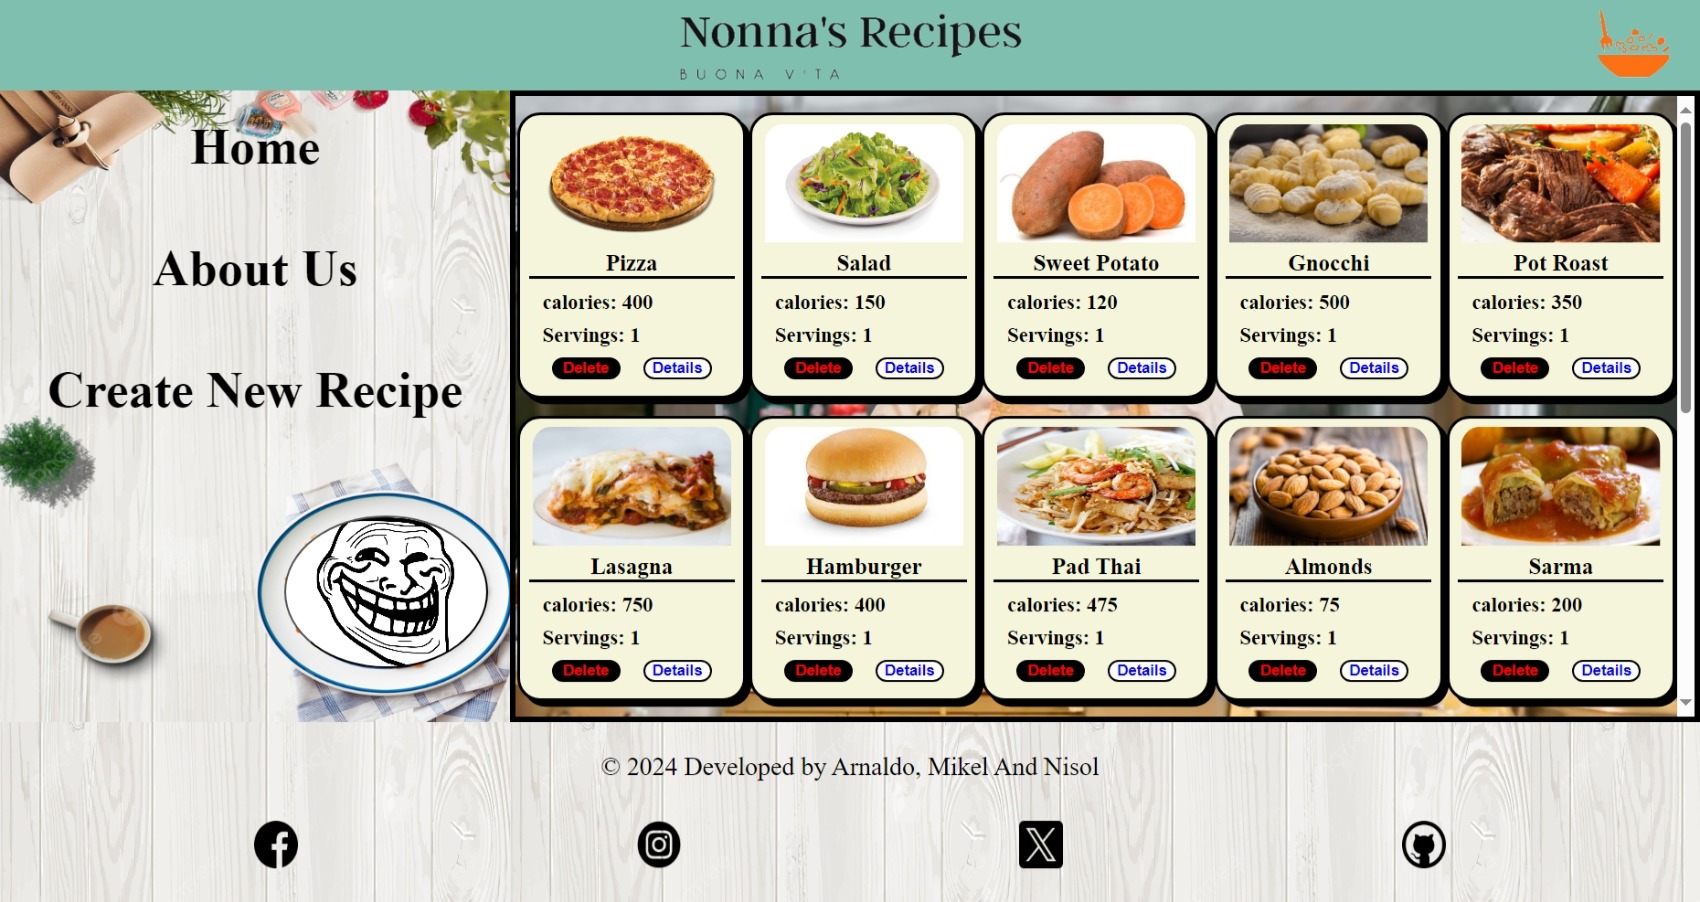 Nonna's Recipes
BUONA VITA
Home
About Us
Create New Recipe
Pizza
calories: 400
Servings: 1
Delete Details
Salad
calories: 150
Servings: 1
Delete Details
Sweet Potato
calories: 120
Servings: 1
Delete Details
Gnocchi
calories: 500
Servings: 1
Delete Details
Pot Roast
calories: 350
Servings: 1
Delete Details
Lasagna
calories: 750
Servings: 1
Delete Details
Hamburger
calories: 400
Servings: 1
Delete Details
Pad Thai
calories: 475
Servings: 1
Delete Details
Almonds
calories: 75
Servings: 1
Delete Details
Sarma
calories: 200
Servings: 1
Delete Details
© 2024 Developed by Arnaldo, Mikel And Nisol